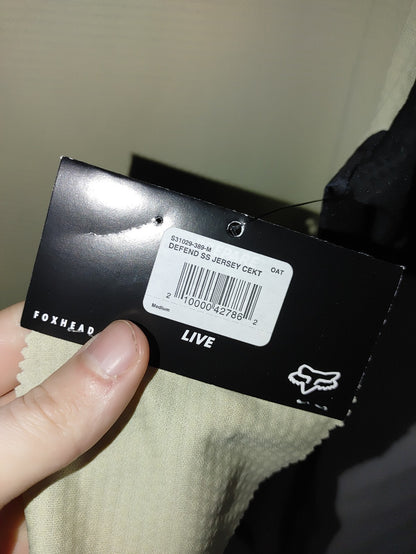 S31029-389-M OAT
DEFEND SS JERSEY CEKT
2 10000 42786 2
Medium
FOXHEAD
LIVE